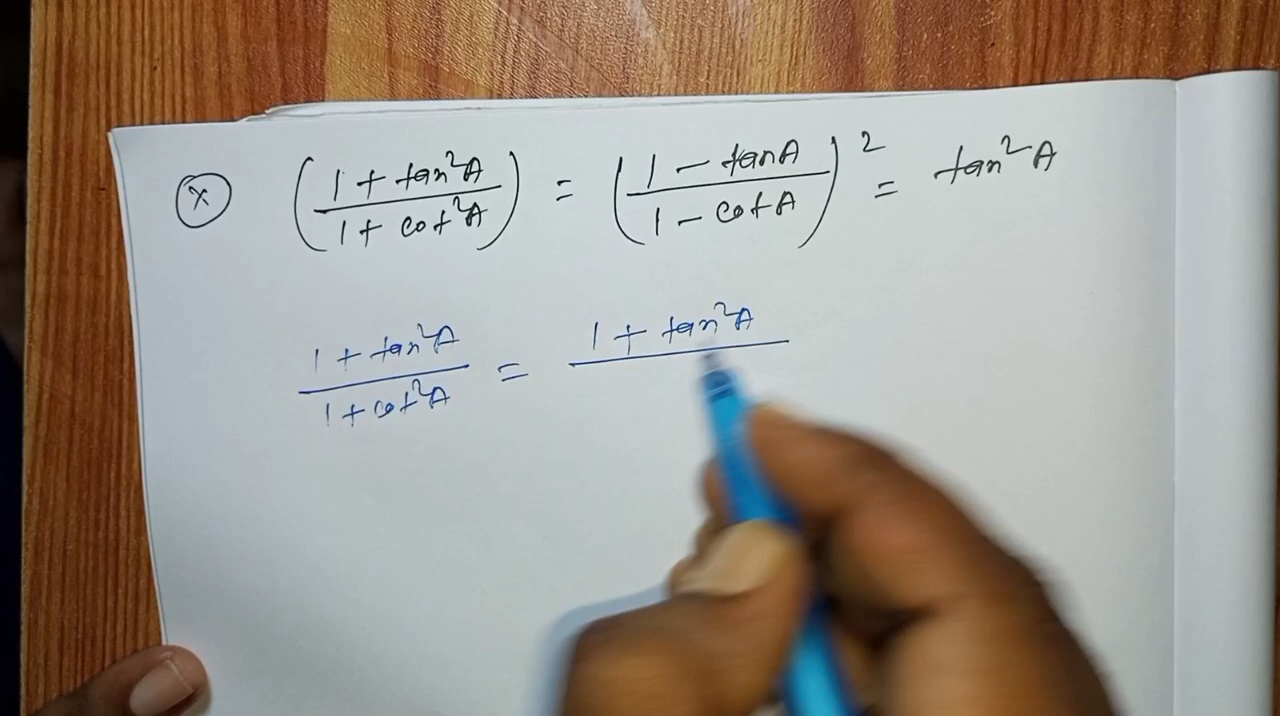 (x) ((1 + tan²A)/(1 + cot²A)) = ((1 - tanA)/(1 - cotA))² = tan²A
(1 + tan²A)/(1 + cot²A) = (1 + tan²A)/